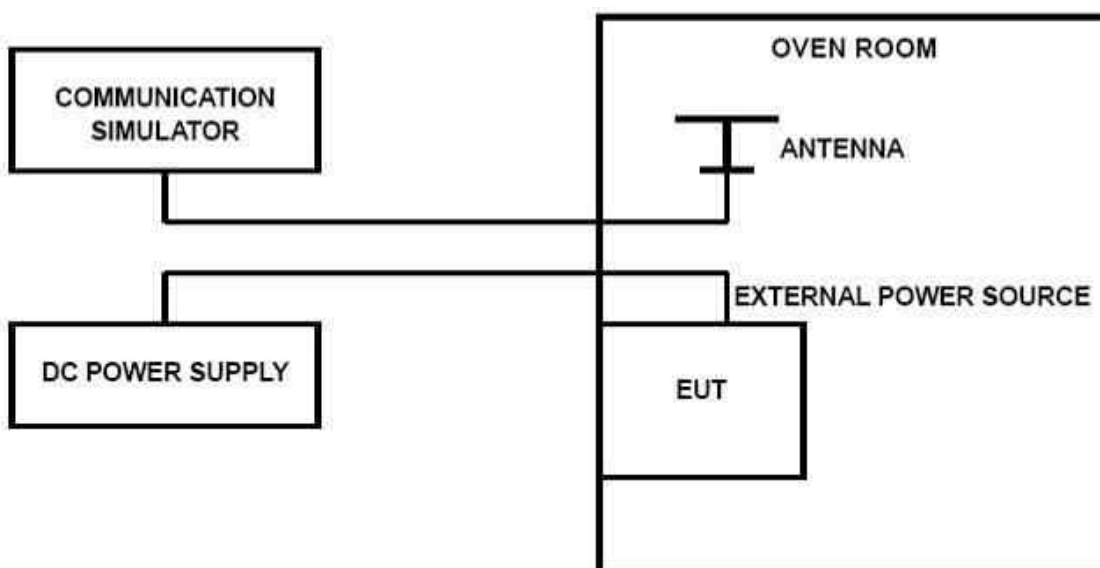 OVEN ROOM
COMMUNICATION
SIMULATOR
ANTENNA
EXTERNAL POWER SOURCE
DC POWER SUPPLY
EUT